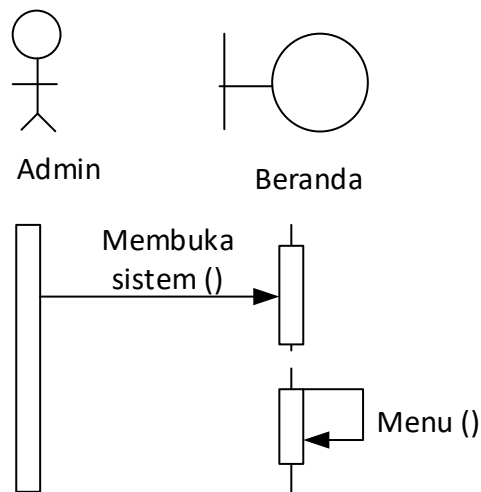 Admin
Beranda
Membuka
sistem ()
Menu ()